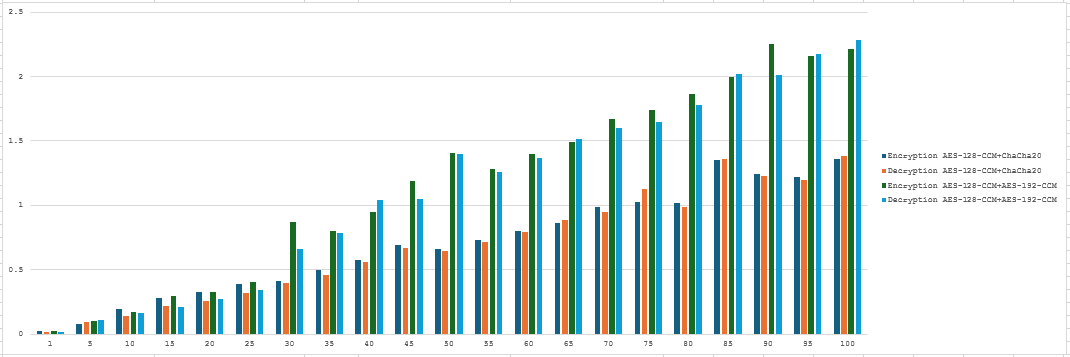 2.5
2
1.5
1
0.5
0
1 5 10 15 20 25 30 35 40 45 50 55 60 65 70 75 80 85 90 95 100
Encryption AES-128-CCM+ChaCha20
Decryption AES-128-CCM+ChaCha20
Encryption AES-128-CCM+AES-192-CCM
Decryption AES-128-CCM+AES-192-CCM